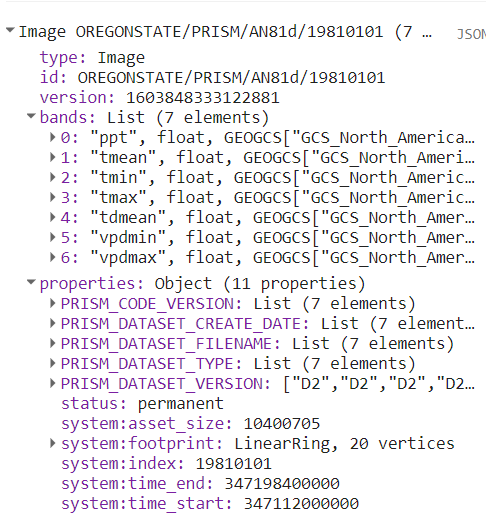 Image OREGONSTATE/PRISM/AN81d/19810101 (7 … JSON
type: Image
id: OREGONSTATE/PRISM/AN81d/19810101
version: 1603848333122881
bands: List (7 elements)
0: "ppt", float, GEOGCS["GCS_North_America…
1: "tmean", float, GEOGCS["GCS_North_Ameri…
2: "tmin", float, GEOGCS["GCS_North_Americ…
3: "tmax", float, GEOGCS["GCS_North_Americ…
4: "tdmean", float, GEOGCS["GCS_North_Amer…
5: "vpdmin", float, GEOGCS["GCS_North_Amer…
6: "vpdmax", float, GEOGCS["GCS_North_Amer…
properties: Object (11 properties)
PRISM_CODE_VERSION: List (7 elements)
PRISM_DATASET_CREATE_DATE: List (7 element…
PRISM_DATASET_FILENAME: List (7 elements)
PRISM_DATASET_TYPE: List (7 elements)
PRISM_DATASET_VERSION: ["D2","D2","D2","D2…
status: permanent
system:asset_size: 10400705
system:footprint: LinearRing, 20 vertices
system:index: 19810101
system:time_end: 347198400000
system:time_start: 347112000000